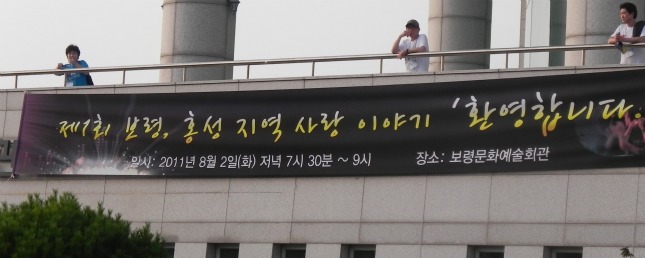 제1회 보령, 홍성 지역 사랑 이야기 '환영합니다.
일시: 2011년 8월 2일(화) 저녁 7시 30분 ~ 9시 장소: 보령문화예술회관